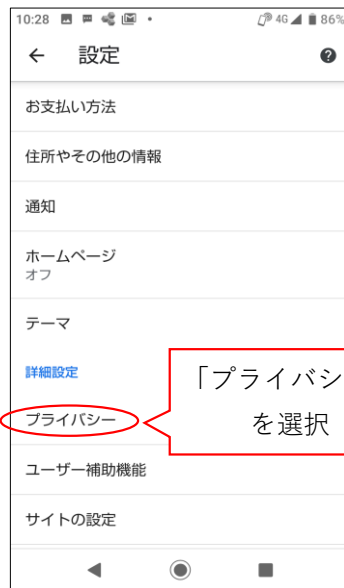 10:28
4G 86%
設定
お支払い方法
住所やその他の情報
通知
ホームページ
オフ
テーマ
詳細設定
「プライバシ
を選択
プライバシー
ユーザー補助機能
サイトの設定